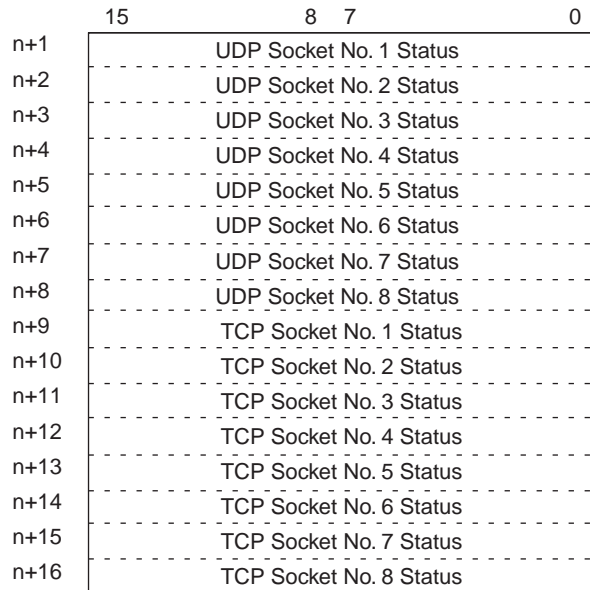 15 8 7 0
n+1 UDP Socket No. 1 Status
n+2 UDP Socket No. 2 Status
n+3 UDP Socket No. 3 Status
n+4 UDP Socket No. 4 Status
n+5 UDP Socket No. 5 Status
n+6 UDP Socket No. 6 Status
n+7 UDP Socket No. 7 Status
n+8 UDP Socket No. 8 Status
n+9 TCP Socket No. 1 Status
n+10 TCP Socket No. 2 Status
n+11 TCP Socket No. 3 Status
n+12 TCP Socket No. 4 Status
n+13 TCP Socket No. 5 Status
n+14 TCP Socket No. 6 Status
n+15 TCP Socket No. 7 Status
n+16 TCP Socket No. 8 Status